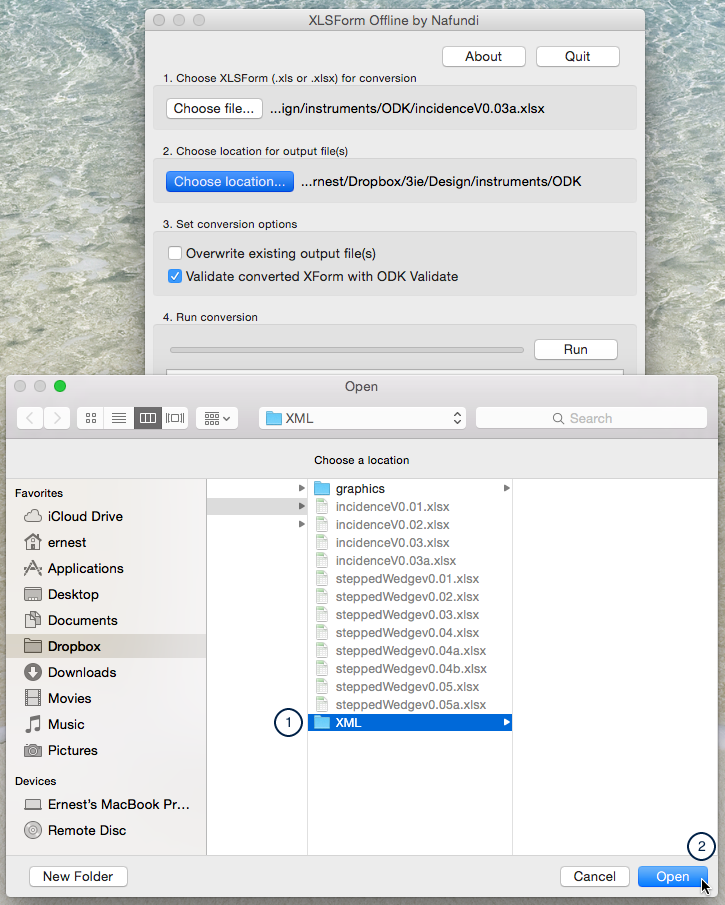 XLSForm Offline by Nafundi
About Quit
1. Choose XLSForm (.xls or .xlsx) for conversion
Choose file... ...ign/instruments/ODK/incidenceV0.03a.xlsx
2. Choose location for output file(s)
Choose location... ...rnest/Dropbox/3ie/Design/instruments/ODK
3. Set conversion options
Overwrite existing output file(s)
Validate converted XForm with ODK Validate
4. Run conversion
Run
Open
XML
Search
Choose a location
Favorites
iCloud Drive
ernest
Applications
Desktop
Documents
Dropbox
Downloads
Movies
Music
Pictures
Devices
Ernest's MacBook Pr...
Remote Disc
graphics
incidenceV0.01.xlsx
incidenceV0.02.xlsx
incidenceV0.03.xlsx
incidenceV0.03a.xlsx
steppedWedgev0.01.xlsx
steppedWedgev0.02.xlsx
steppedWedgev0.03.xlsx
steppedWedgev0.04.xlsx
steppedWedgev0.04a.xlsx
steppedWedgev0.04b.xlsx
steppedWedgev0.05.xlsx
steppedWedgev0.05a.xlsx
1 XML
2
New Folder Cancel Open